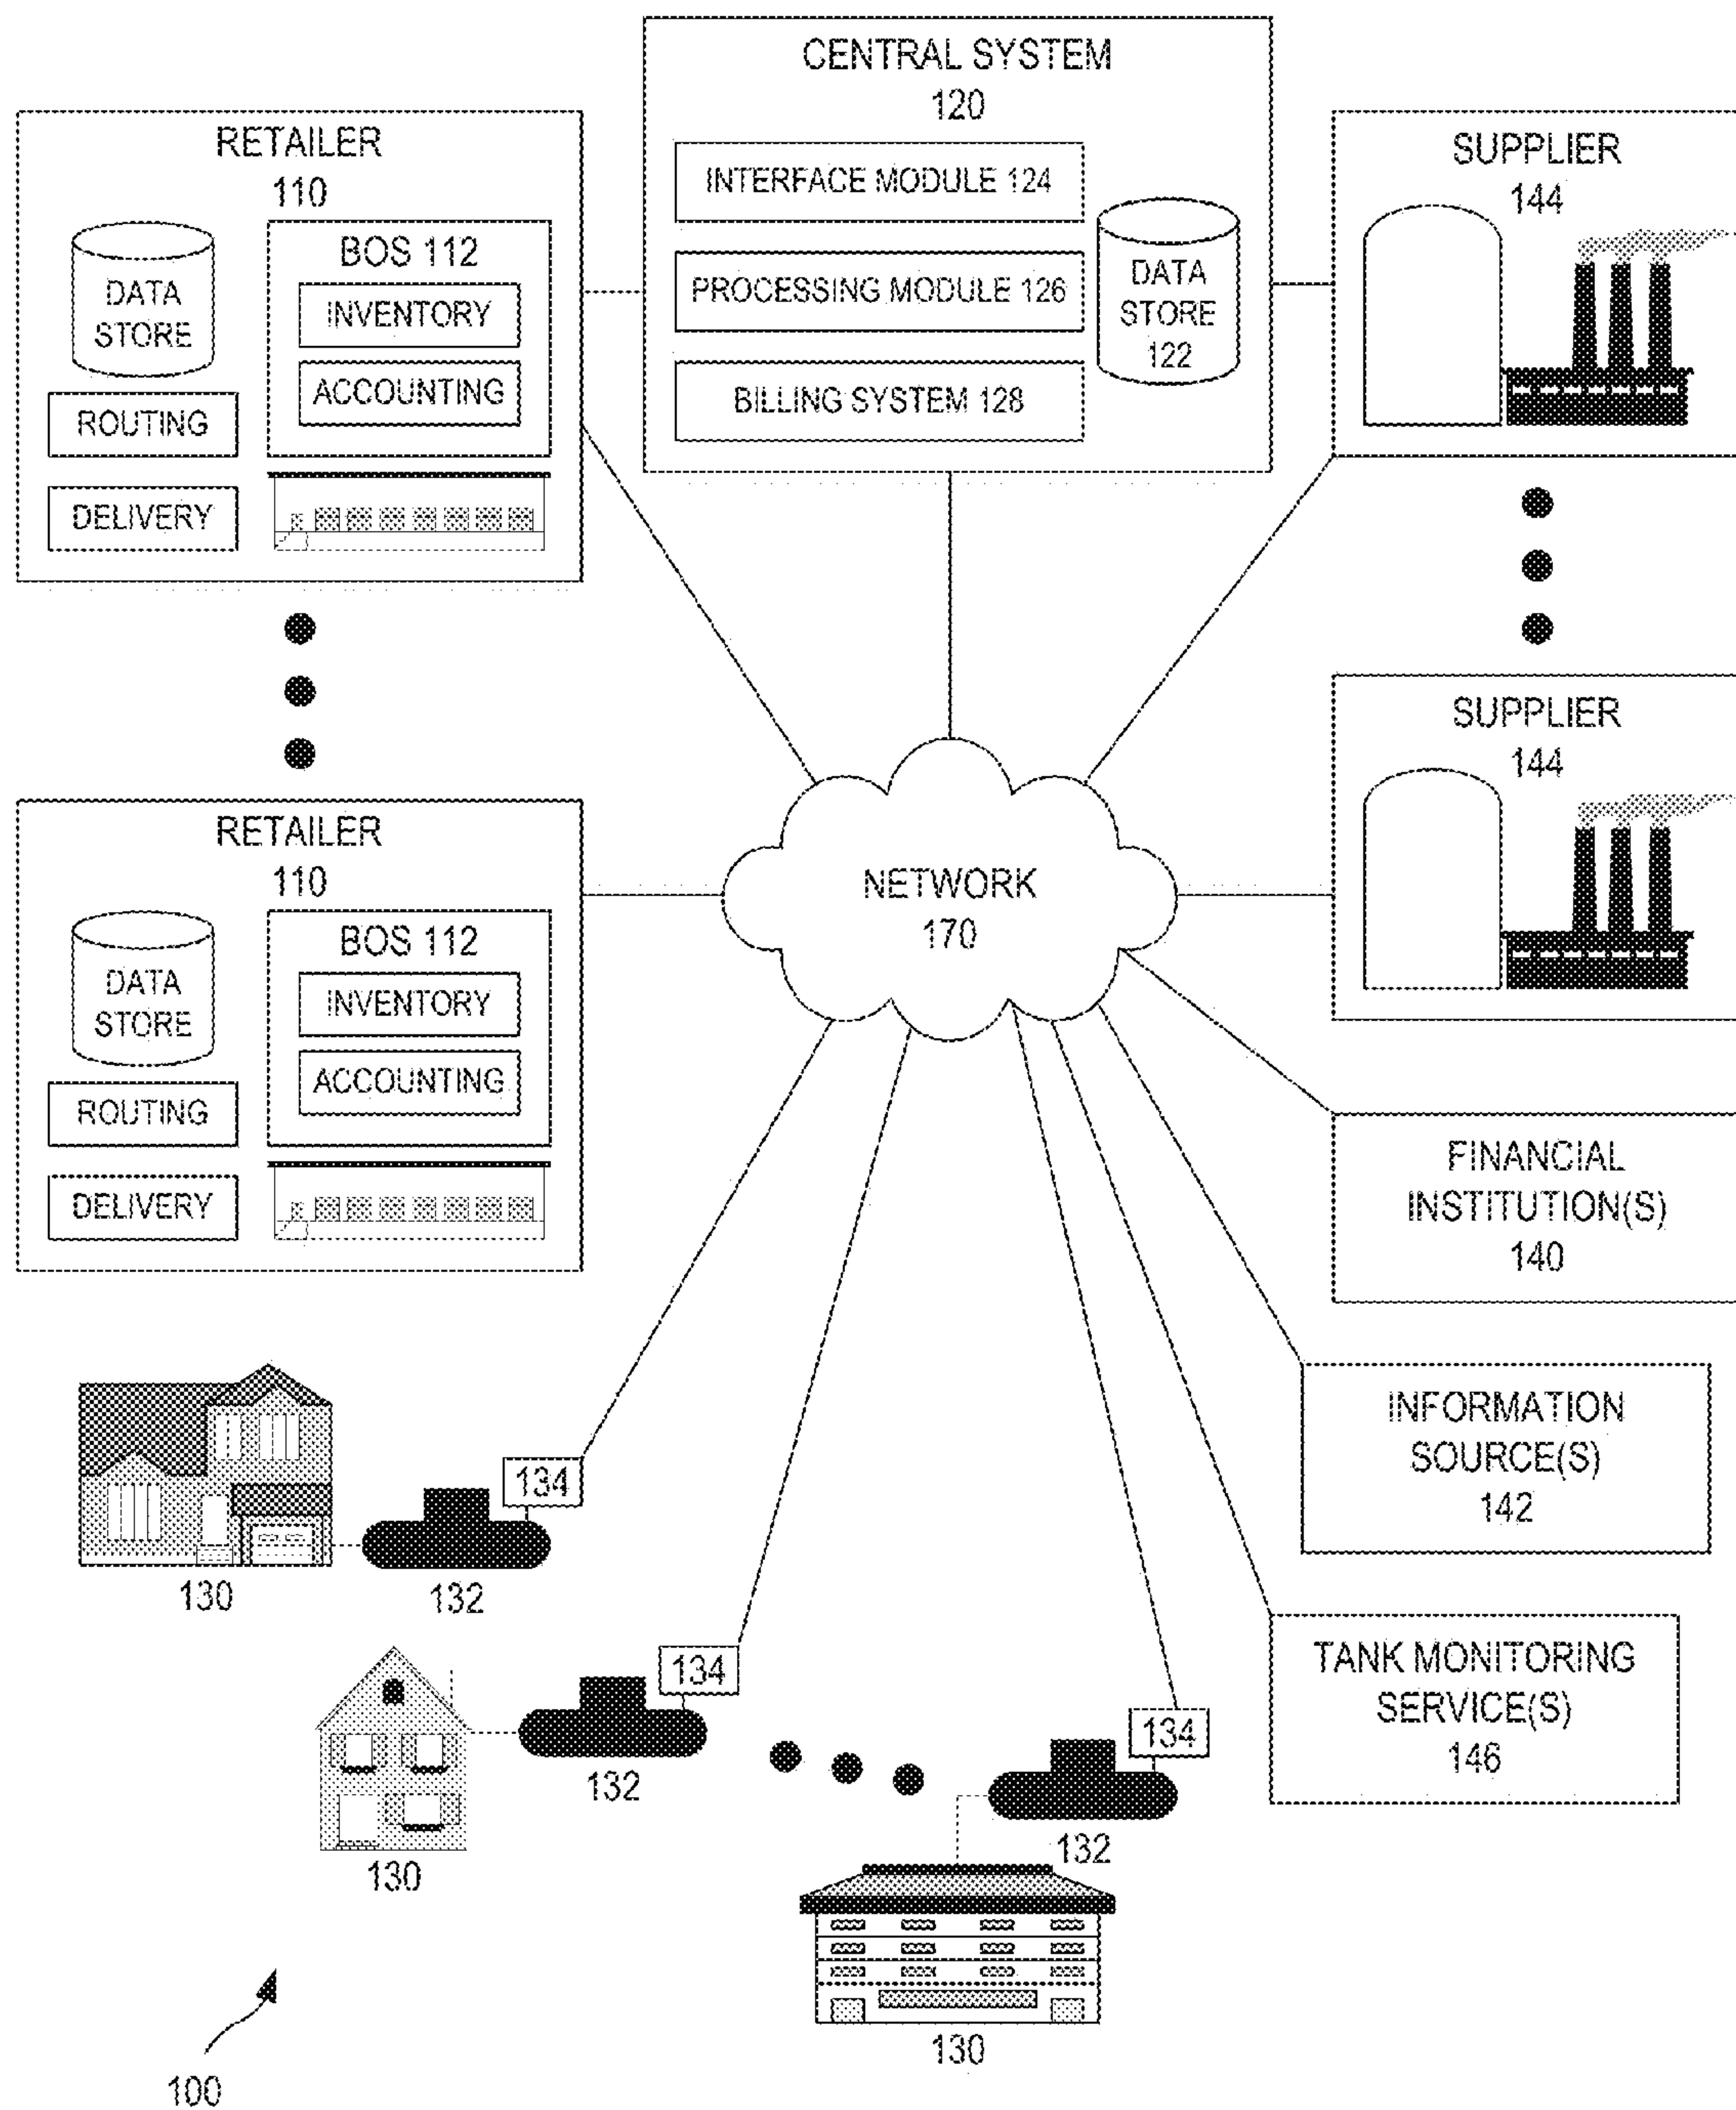 CENTRAL SYSTEM
120
INTERFACE MODULE 124
PROCESSING MODULE 126
BILLING SYSTEM 128
DATA
STORE
122
RETAILER
110
DATA
STORE
BOS 112
INVENTORY
ACCOUNTING
ROUTING
DELIVERY
SUPPLIER
144
SUPPLIER
144
RETAILER
110
DATA
STORE
BOS 112
INVENTORY
ACCOUNTING
ROUTING
DELIVERY
NETWORK
170
FINANCIAL
INSTITUTION(S)
140
INFORMATION
SOURCE(S)
142
TANK MONITORING
SERVICE(S)
146
134
130
132
134
132
130
134
132
130
100